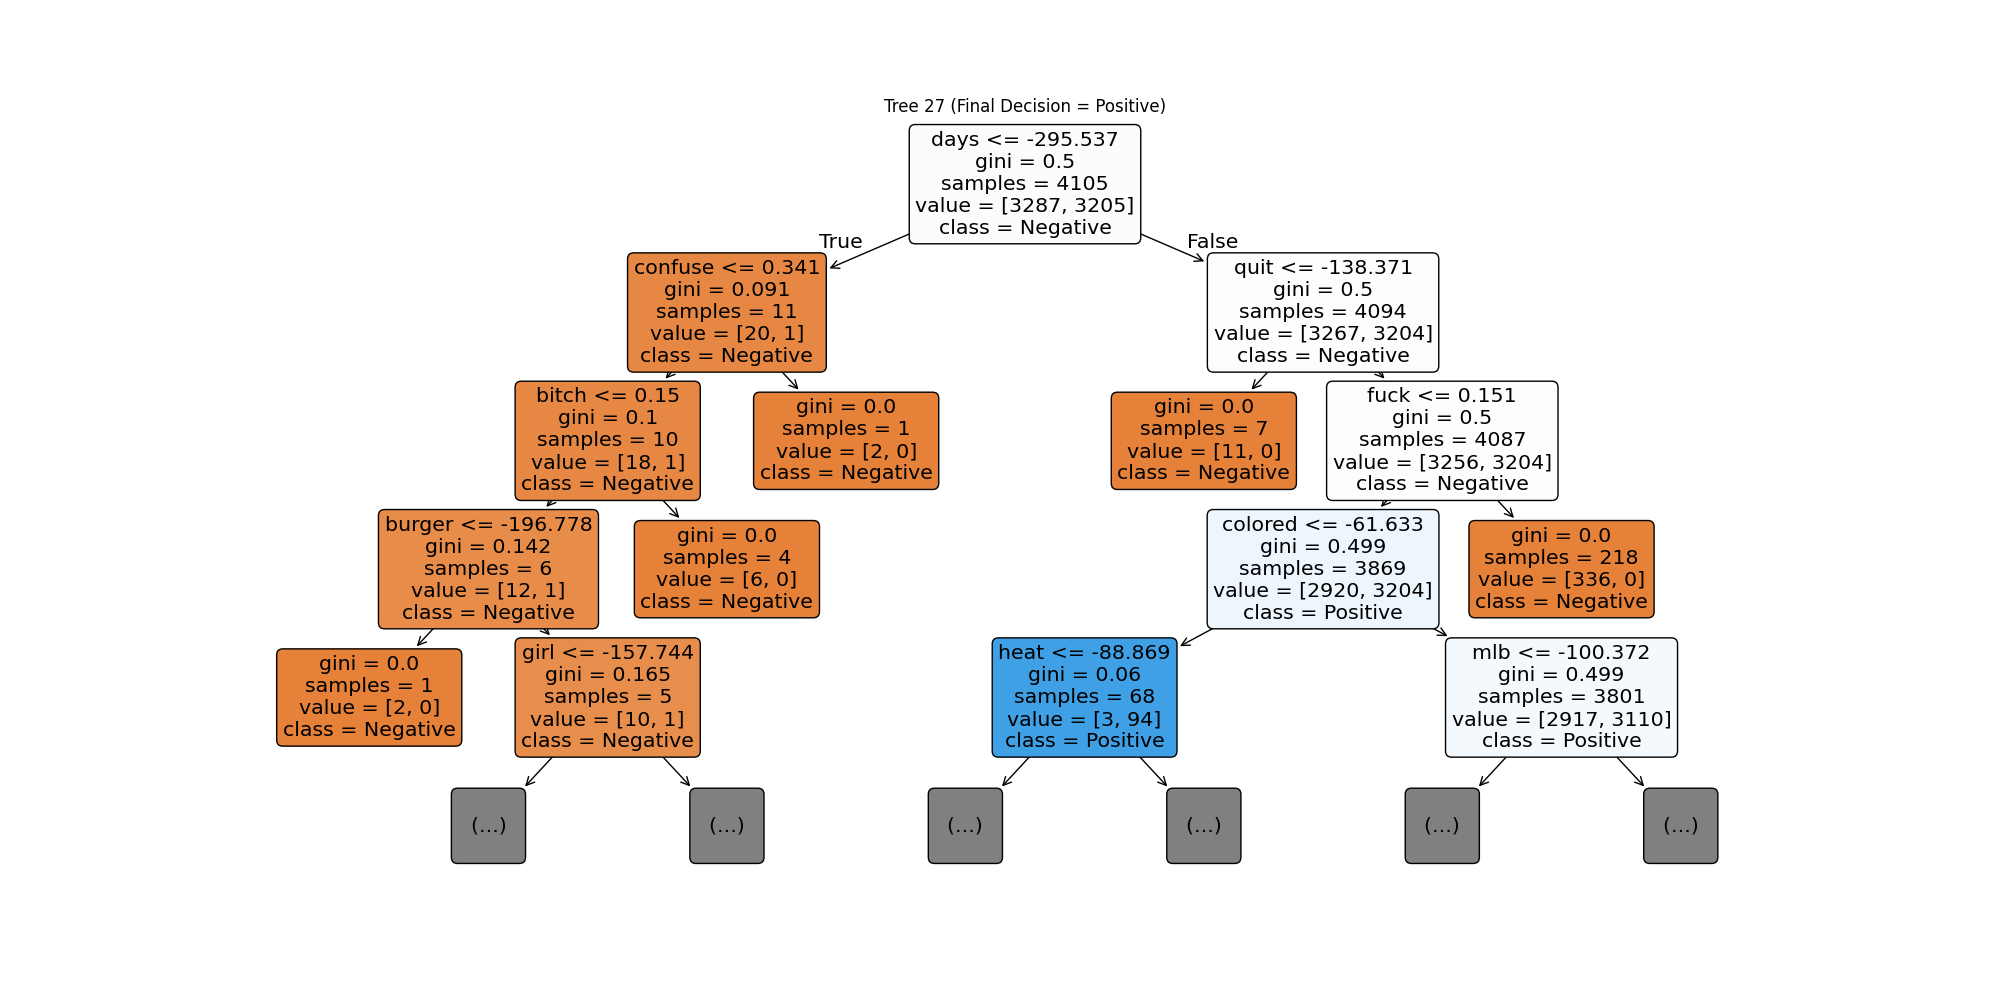 Tree 27 (Final Decision = Positive)
days <= -295.537
gini = 0.5
samples = 4105
value = [3287, 3205]
class = Negative
True
False
confuse <= 0.341
gini = 0.091
samples = 11
value = [20, 1]
class = Negative
quit <= -138.371
gini = 0.5
samples = 4094
value = [3267, 3204]
class = Negative
bitch <= 0.15
gini = 0.1
samples = 10
value = [18, 1]
class = Negative
gini = 0.0
samples = 1
value = [2, 0]
class = Negative
gini = 0.0
samples = 7
value = [11, 0]
class = Negative
fuck <= 0.151
gini = 0.5
samples = 4087
value = [3256, 3204]
class = Negative
burger <= -196.778
gini = 0.142
samples = 6
value = [12, 1]
class = Negative
gini = 0.0
samples = 4
value = [6, 0]
class = Negative
colored <= -61.633
gini = 0.499
samples = 3869
value = [2920, 3204]
class = Positive
gini = 0.0
samples = 218
value = [336, 0]
class = Negative
gini = 0.0
samples = 1
value = [2, 0]
class = Negative
girl <= -157.744
gini = 0.165
samples = 5
value = [10, 1]
class = Negative
heat <= -88.869
gini = 0.06
samples = 68
value = [3, 94]
class = Positive
mlb <= -100.372
gini = 0.499
samples = 3801
value = [2917, 3110]
class = Positive
(...)
(...)
(...)
(...)
(...)
(...)